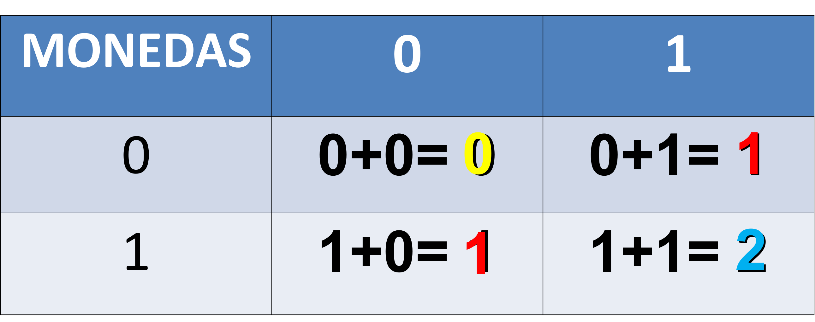 MONEDAS 0 1
0 0+0= 0 0+1= 1
1 1+0= 1 1+1= 2